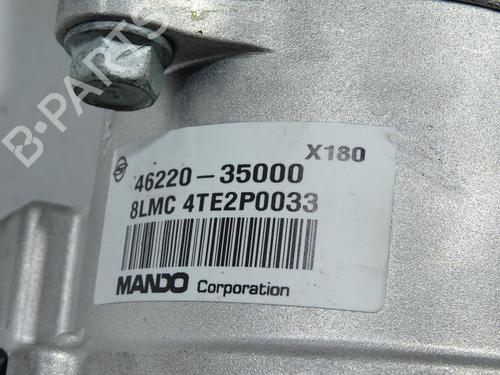 B-PARTS
X180
46220-35000
8LMC 4TE2P0033
MANDO Corporation